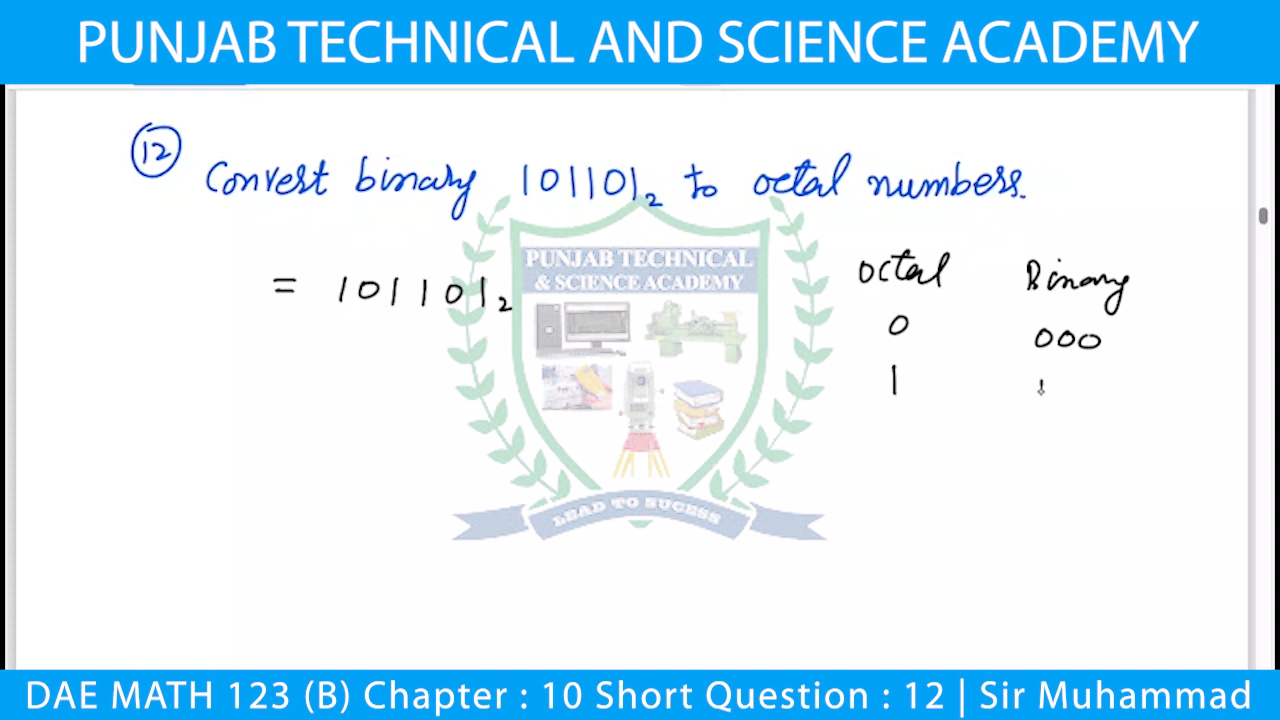 PUNJAB TECHNICAL AND SCIENCE ACADEMY
12 Convert binary 101101₂ to octal numbers.
= 101101₂
Octal Binary
0 000
1
PUNJAB TECHNICAL
& SCIENCE ACADEMY
LEAD TO SUCESS
DAE MATH 123 (B) Chapter : 10 Short Question : 12 | Sir Muhammad